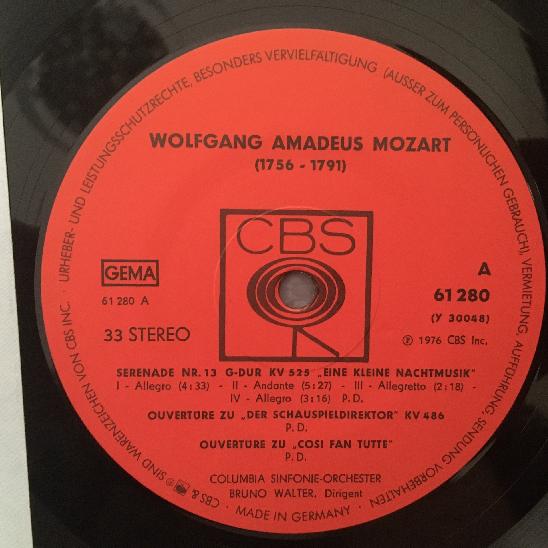 URHEBER- UND LEISTUNGSSCHUTZRECHTE, BESONDERS VERVIELFÄLTIGUNG (AUSSER ZUM PERSÖNLICHEN GEBRAUCH), VERMIETUNG, AUFFÜHRUNG, SENDUNG VORBEHALTEN
WOLFGANG AMADEUS MOZART
(1756 - 1791)
CBS
GEMA
61 280 A
33 STEREO
A
61 280
(Y 30048)
℗ 1976 CBS Inc.
SERENADE NR. 13 G-DUR KV 525 „EINE KLEINE NACHTMUSIK"
I - Allegro (4:33) - II - Andante (5:27) - III - Allegretto (2:18) -
IV - Allegro (3:16) P. D.
OUVERTÜRE ZU „DER SCHAUSPIELDIREKTOR" KV 486
P. D.
OUVERTÜRE ZU „COSI FAN TUTTE"
P. D.
COLUMBIA SINFONIE-ORCHESTER
BRUNO WALTER, Dirigent
CBS & SIND WARENZEICHEN VON CBS INC.
• MADE IN GERMANY •